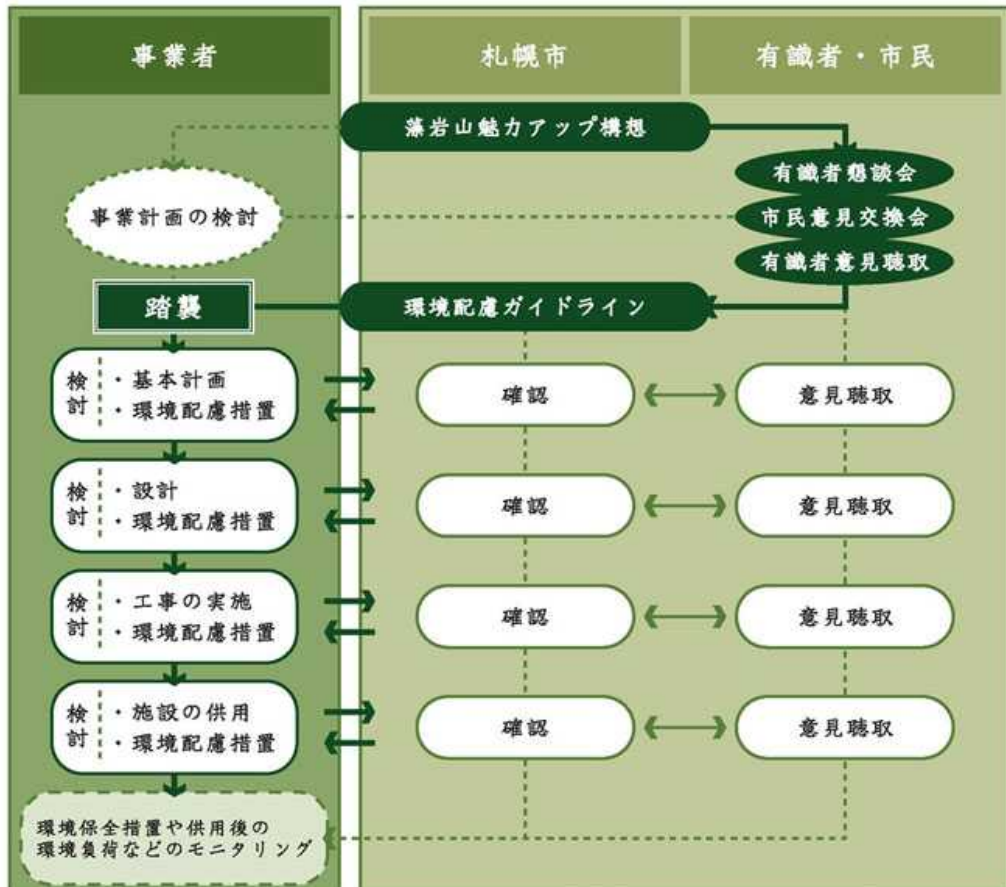 事業者
札幌市
有識者・市民
藻岩山魅力アップ構想
有識者懇談会
事業計画の検討
市民意見交換会
有識者意見聴取
踏襲
環境配慮ガイドライン
検討
・基本計画
・環境配慮措置
確認
意見聴取
検討
・設計
・環境配慮措置
確認
意見聴取
検討
・工事の実施
・環境配慮措置
確認
意見聴取
検討
・施設の供用
・環境配慮措置
確認
意見聴取
環境保全措置や供用後の
環境負荷などのモニタリング